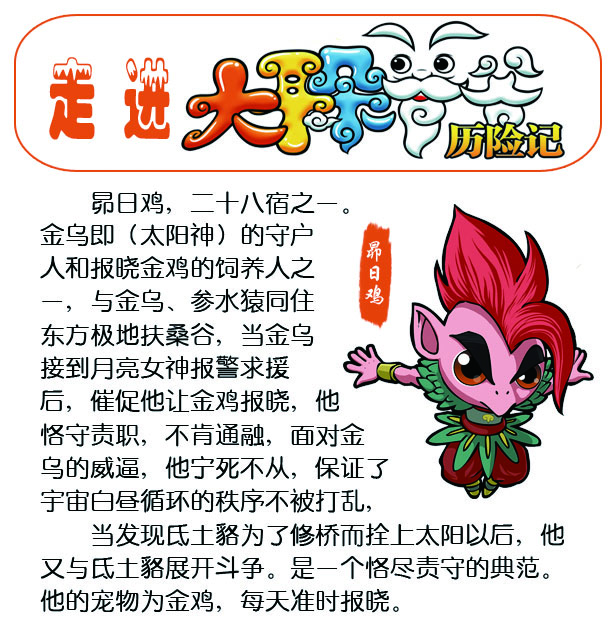 走进大跺爷爷历险记
昴日鸡
昴日鸡，二十八宿之一。
金乌即（太阳神）的守户
人和报晓金鸡的饲养人之
一，与金乌、参水猿同住
东方极地扶桑谷，当金乌
接到月亮女神报警求援
后，催促他让金鸡报晓，他
恪守责职，不肯通融，面对金
乌的威逼，他宁死不从，保证了
宇宙白昼循环的秩序不被打乱，
当发现氐土貉为了修桥而拴上太阳以后，他
又与氐土貉展开斗争。是一个恪尽责守的典范。
他的宠物为金鸡，每天准时报晓。